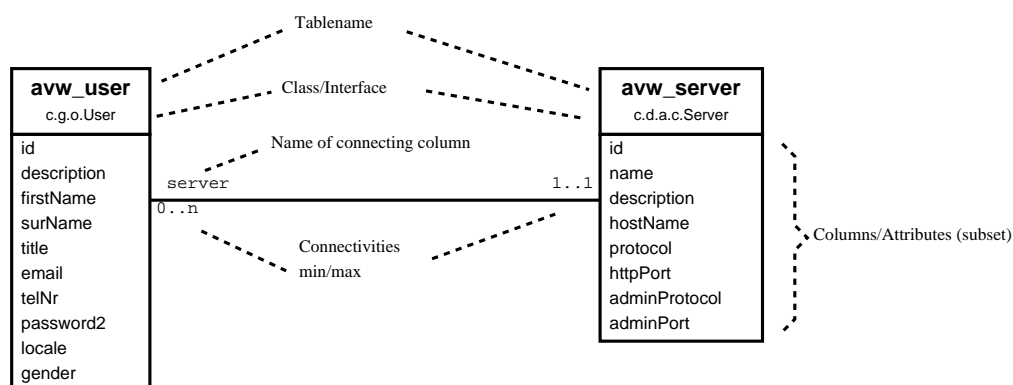 Tablename
avw_user
c.g.o.User
Class/Interface
avw_server
c.d.a.c.Server
id
description
firstName
surName
title
email
telNr
password2
locale
gender
Name of connecting column
server
0..n
1..1
Connectivities
min/max
id
name
description
hostName
protocol
httpPort
adminProtocol
adminPort
Columns/Attributes (subset)